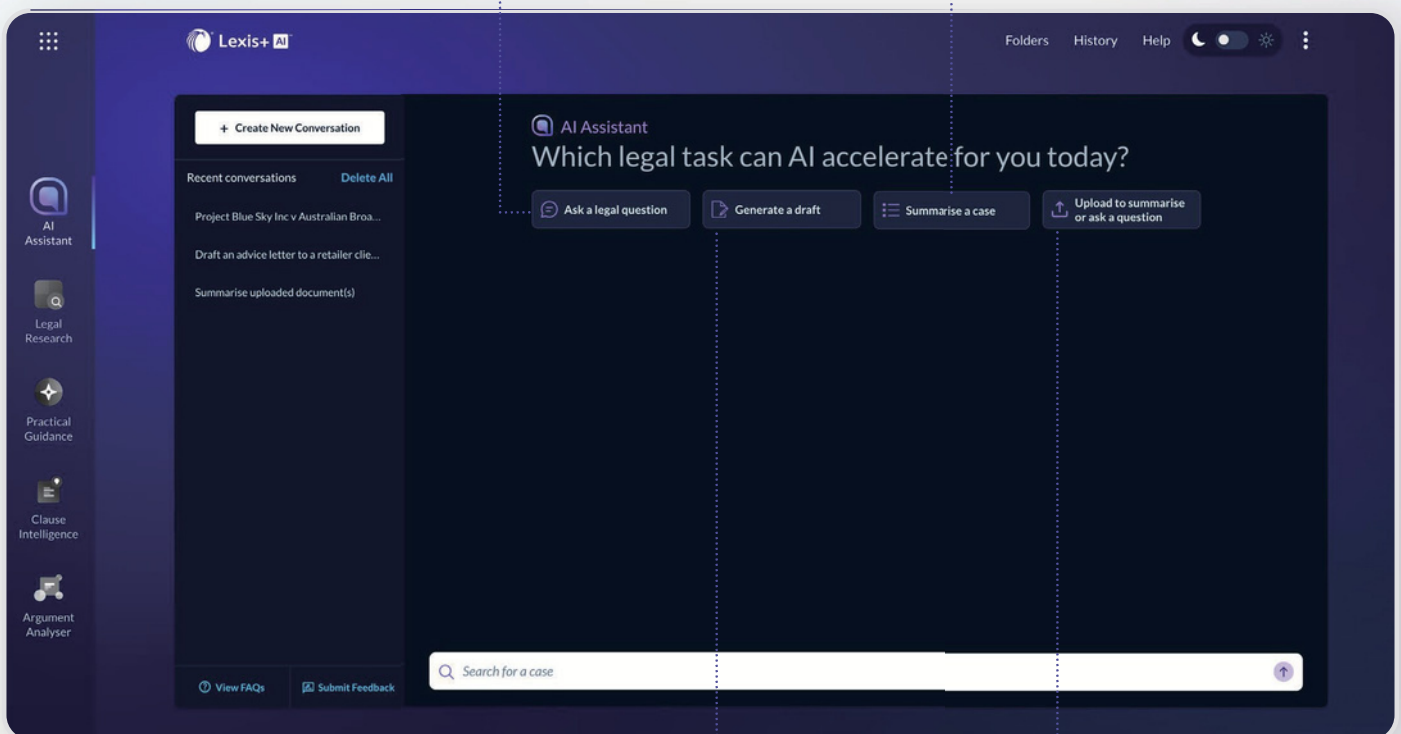 Lexis+ AI
Folders History Help
AI
Assistant
Legal
Research
Practical
Guidance
Clause
Intelligence
Argument
Analyser
+ Create New Conversation
Recent conversations Delete All
Project Blue Sky Inc v Australian Broa...
Draft an advice letter to a retailer clie...
Summarise uploaded document(s)
View FAQs Submit Feedback
AI Assistant
Which legal task can AI accelerate for you today?
Ask a legal question
Generate a draft
Summarise a case
Upload to summarise
or ask a question
Search for a case